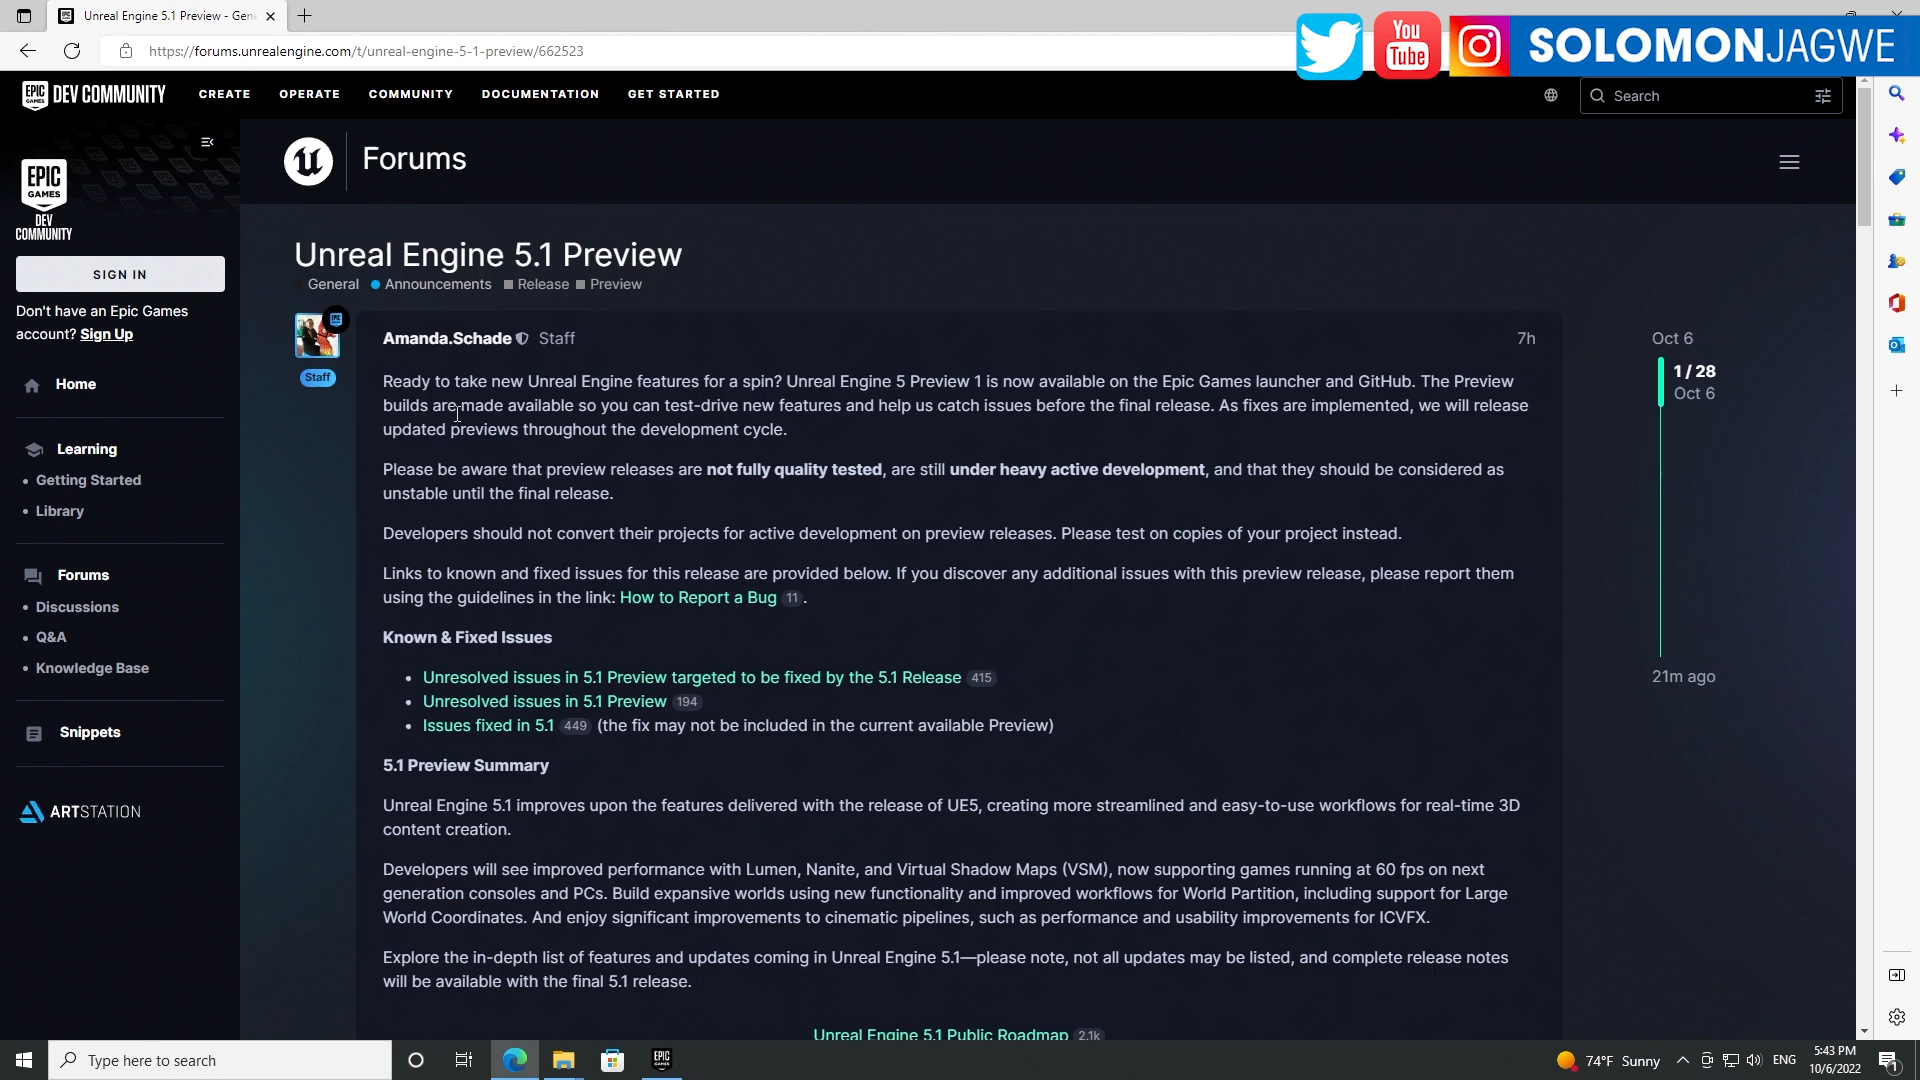 Unreal Engine 5.1 Preview - Gen
https://forums.unrealengine.com/t/unreal-engine-5-1-preview/662523
You
Tube
SOLOMONJAGWE
EPIC GAMES DEV COMMUNITY
CREATE
OPERATE
COMMUNITY
DOCUMENTATION
GET STARTED
Search
EPIC
GAMES
DEV
COMMUNITY
SIGN IN
Don't have an Epic Games
account? Sign Up
Home
Learning
Getting Started
Library
Forums
Discussions
Q&A
Knowledge Base
Snippets
ARTSTATION
Forums
Unreal Engine 5.1 Preview
General Announcements Release Preview
Staff
Amanda.Schade Staff 7h
Ready to take new Unreal Engine features for a spin? Unreal Engine 5 Preview 1 is now available on the Epic Games launcher and GitHub. The Preview
builds are made available so you can test-drive new features and help us catch issues before the final release. As fixes are implemented, we will release
updated previews throughout the development cycle.
Please be aware that preview releases are not fully quality tested, are still under heavy active development, and that they should be considered as
unstable until the final release.
Developers should not convert their projects for active development on preview releases. Please test on copies of your project instead.
Links to known and fixed issues for this release are provided below. If you discover any additional issues with this preview release, please report them
using the guidelines in the link: How to Report a Bug 11.
Known & Fixed Issues
Unresolved issues in 5.1 Preview targeted to be fixed by the 5.1 Release 415
Unresolved issues in 5.1 Preview 194
Issues fixed in 5.1 449 (the fix may not be included in the current available Preview)
5.1 Preview Summary
Unreal Engine 5.1 improves upon the features delivered with the release of UE5, creating more streamlined and easy-to-use workflows for real-time 3D
content creation.
Developers will see improved performance with Lumen, Nanite, and Virtual Shadow Maps (VSM), now supporting games running at 60 fps on next
generation consoles and PCs. Build expansive worlds using new functionality and improved workflows for World Partition, including support for Large
World Coordinates. And enjoy significant improvements to cinematic pipelines, such as performance and usability improvements for ICVFX.
Explore the in-depth list of features and updates coming in Unreal Engine 5.1—please note, not all updates may be listed, and complete release notes
will be available with the final 5.1 release.
Unreal Engine 5.1 Public Roadmap 2.1k
Oct 6
1 / 28
Oct 6
21m ago
Type here to search
EPIC
74°F Sunny
ENG
5:43 PM
10/6/2022
1